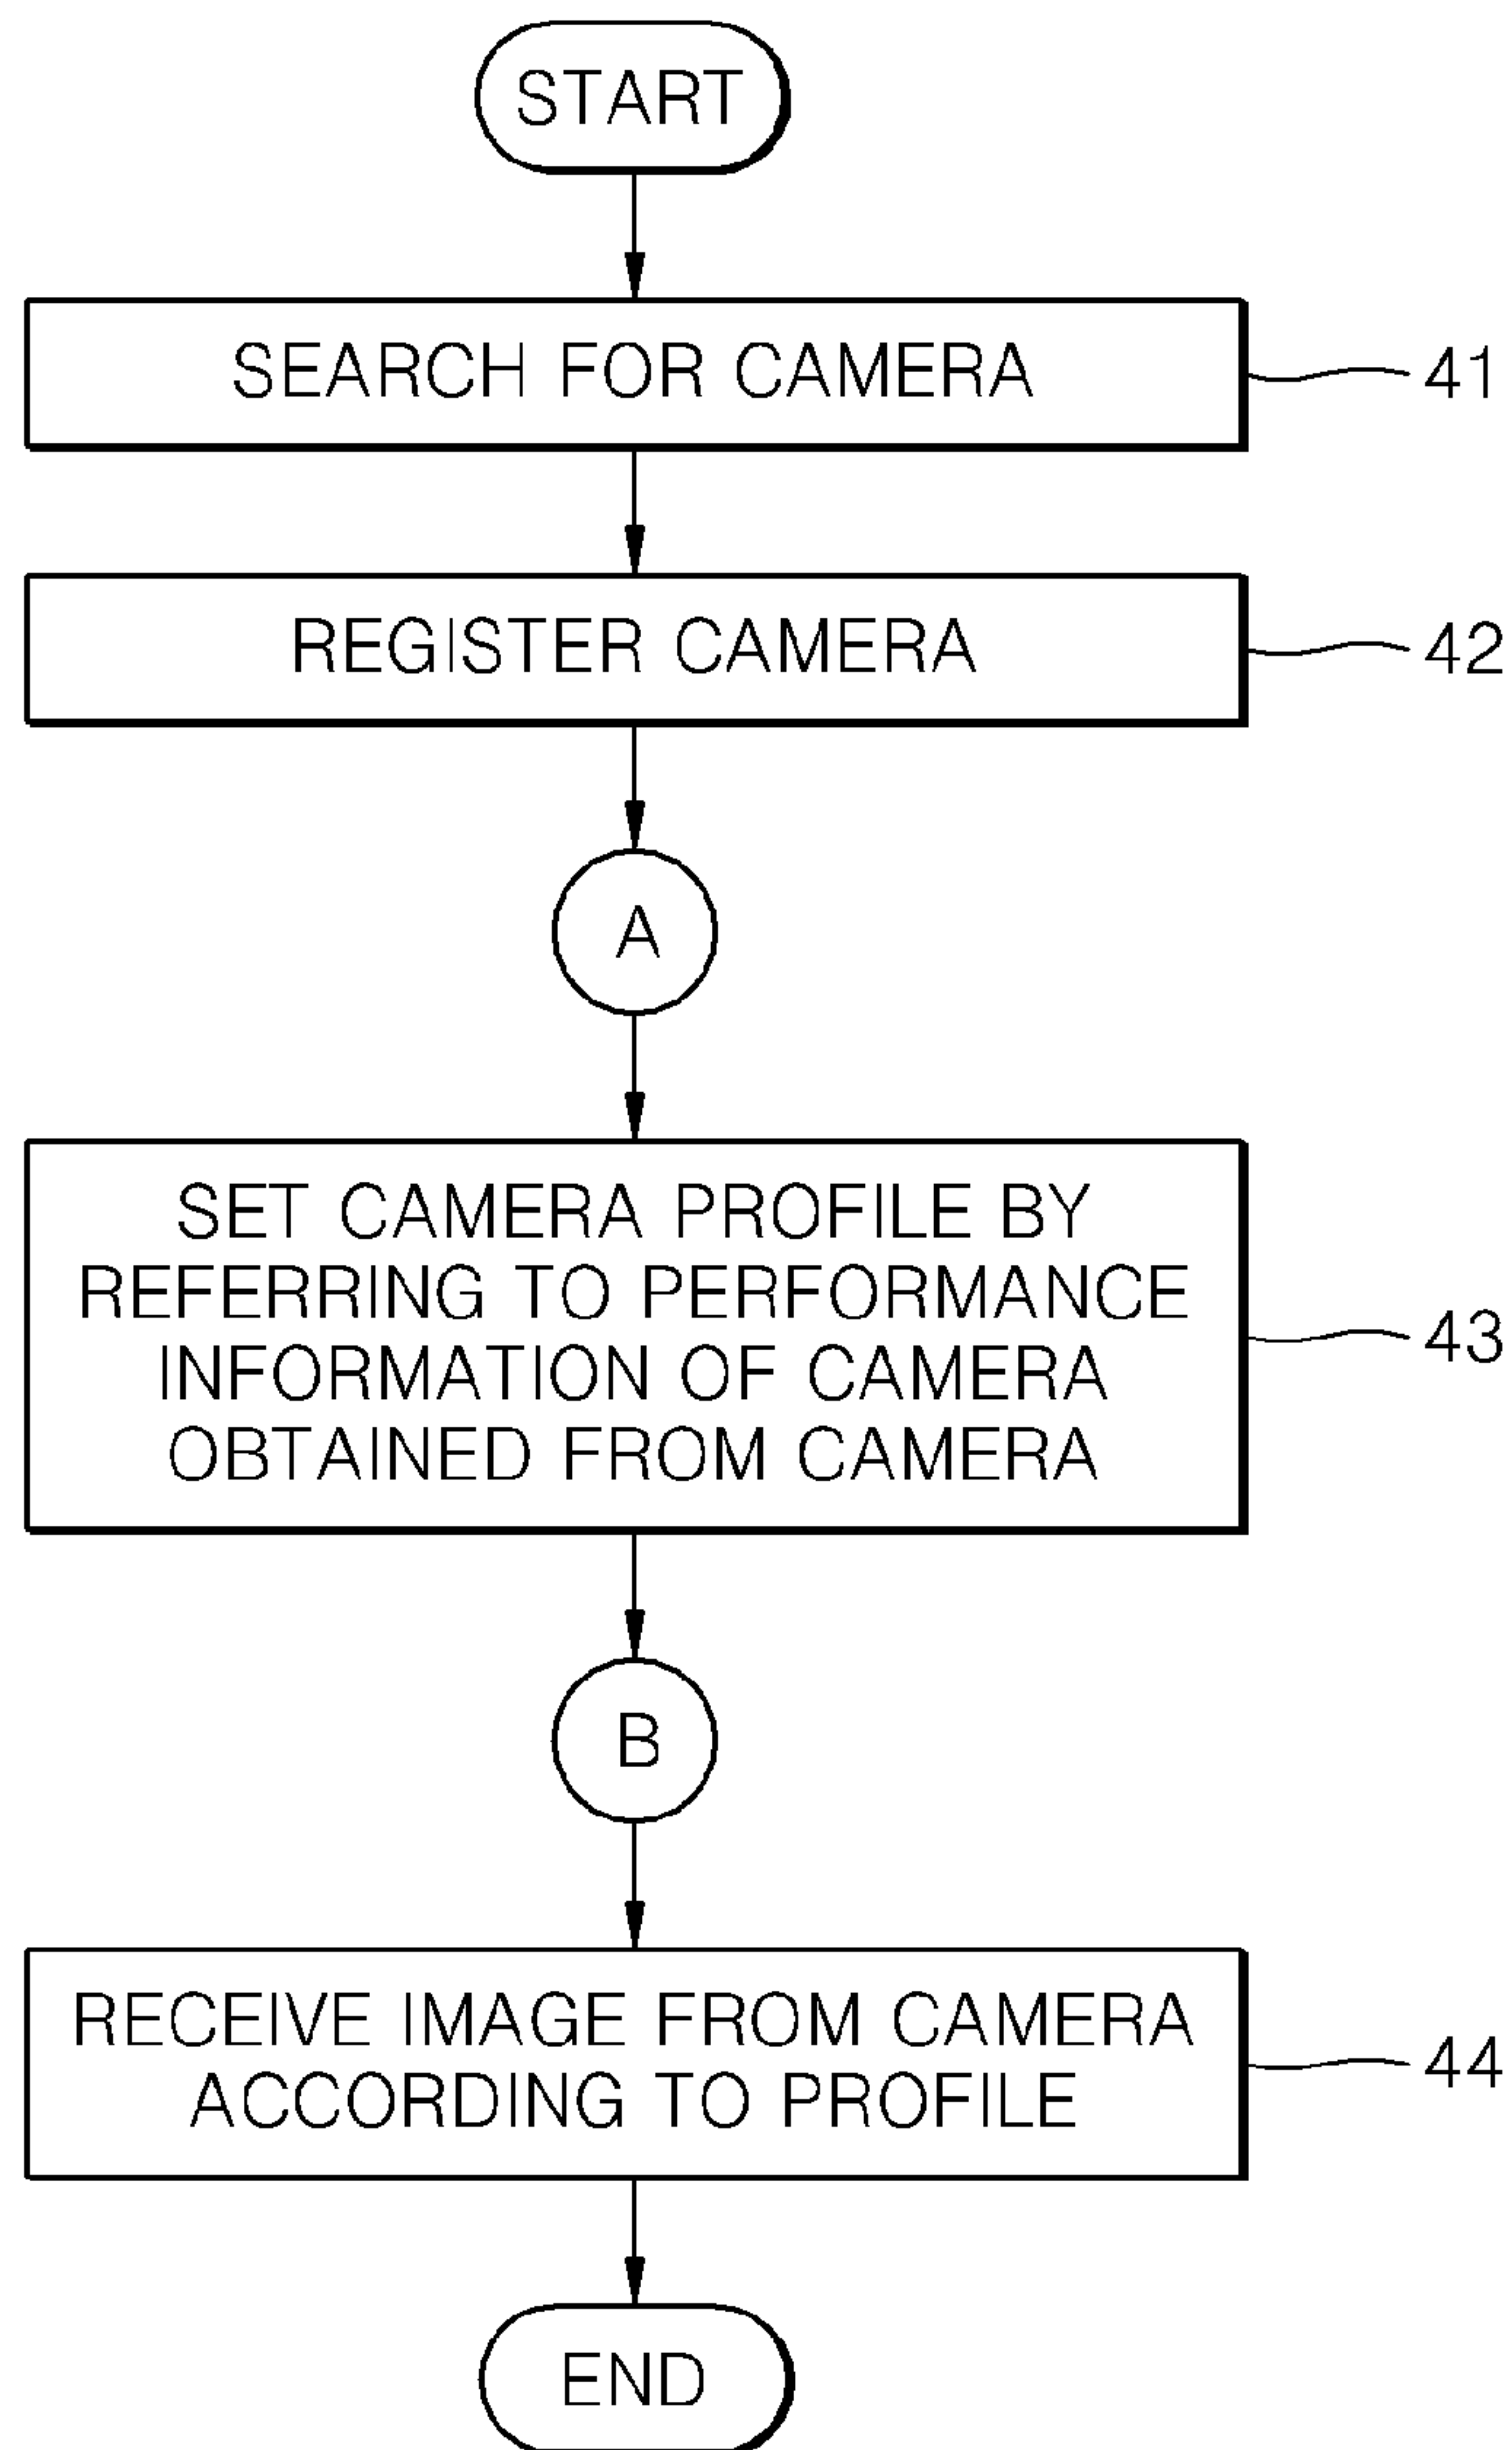 START
SEARCH FOR CAMERA
41
REGISTER CAMERA
42
A
SET CAMERA PROFILE BY
REFERRING TO PERFORMANCE
INFORMATION OF CAMERA
OBTAINED FROM CAMERA
43
B
RECEIVE IMAGE FROM CAMERA
ACCORDING TO PROFILE
44
END